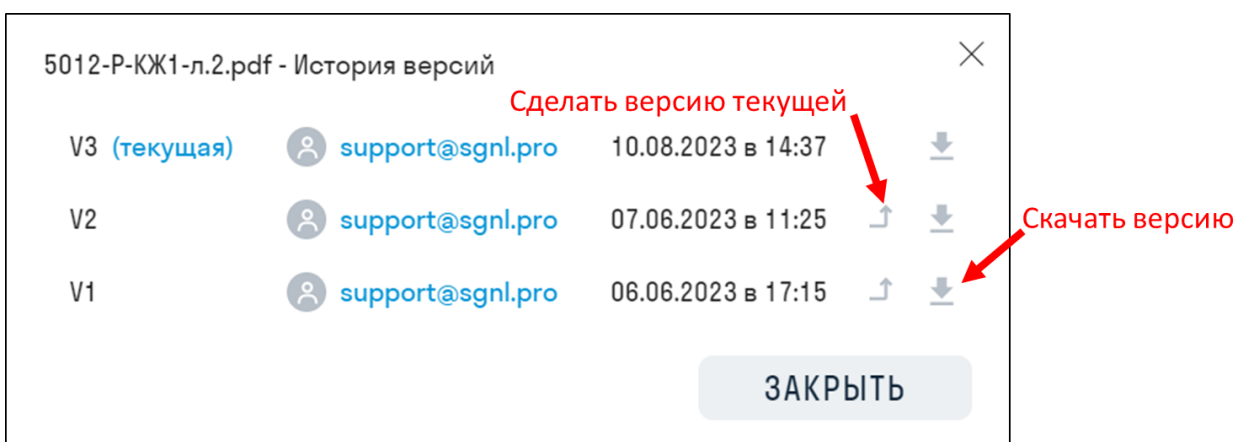 5012-Р-КЖ1-л.2.pdf - История версий
Сделать версию текущей
V3 (текущая) support@sgnl.pro 10.08.2023 в 14:37
V2 support@sgnl.pro 07.06.2023 в 11:25
Скачать версию
V1 support@sgnl.pro 06.06.2023 в 17:15
ЗАКРЫТЬ